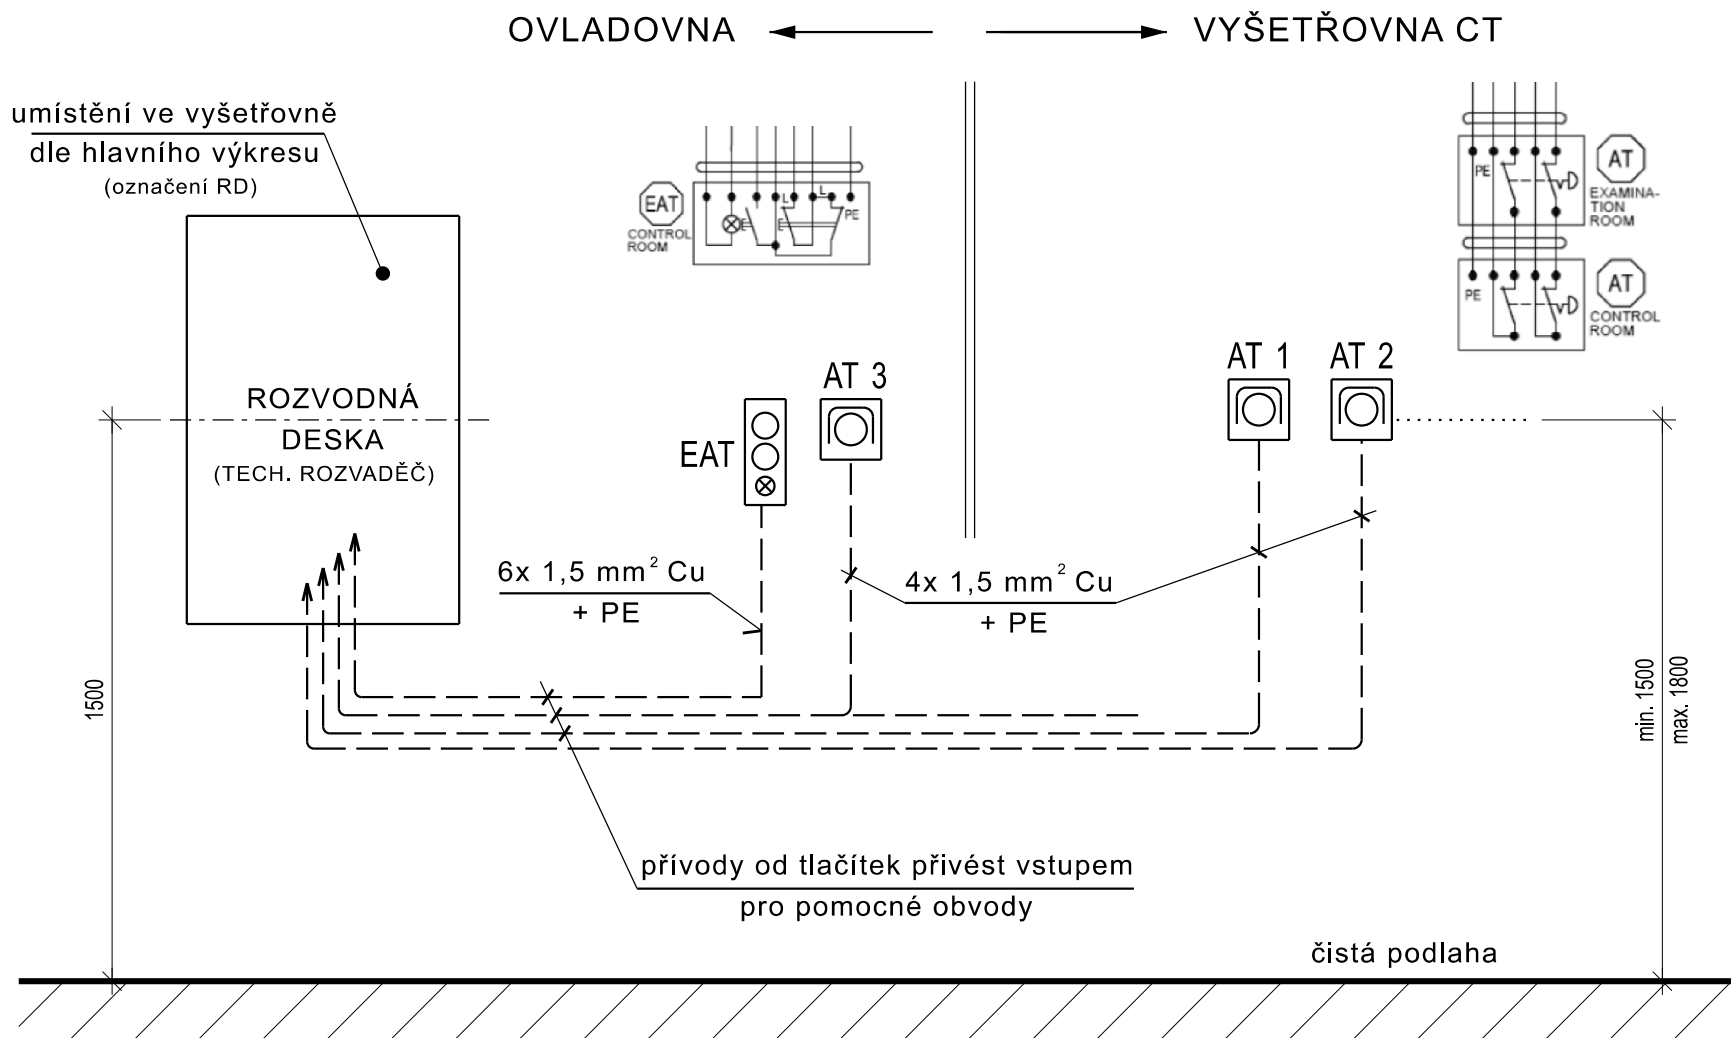 OVLADOVNA
VYŠETŘOVNA CT
umístění ve vyšetřovně
dle hlavního výkresu
(označení RD)
EAT
CONTROL
ROOM
L
L
PE
E
E
PE
AT
EXAMINA-
TION
ROOM
PE
AT
CONTROL
ROOM
ROZVODNÁ
DESKA
(TECH. ROZVADĚČ)
EAT
AT 3
AT 1
AT 2
6x 1,5 mm² Cu
+ PE
4x 1,5 mm² Cu
+ PE
1500
min. 1500
max. 1800
přívody od tlačítek přivést vstupem
pro pomocné obvody
čistá podlaha